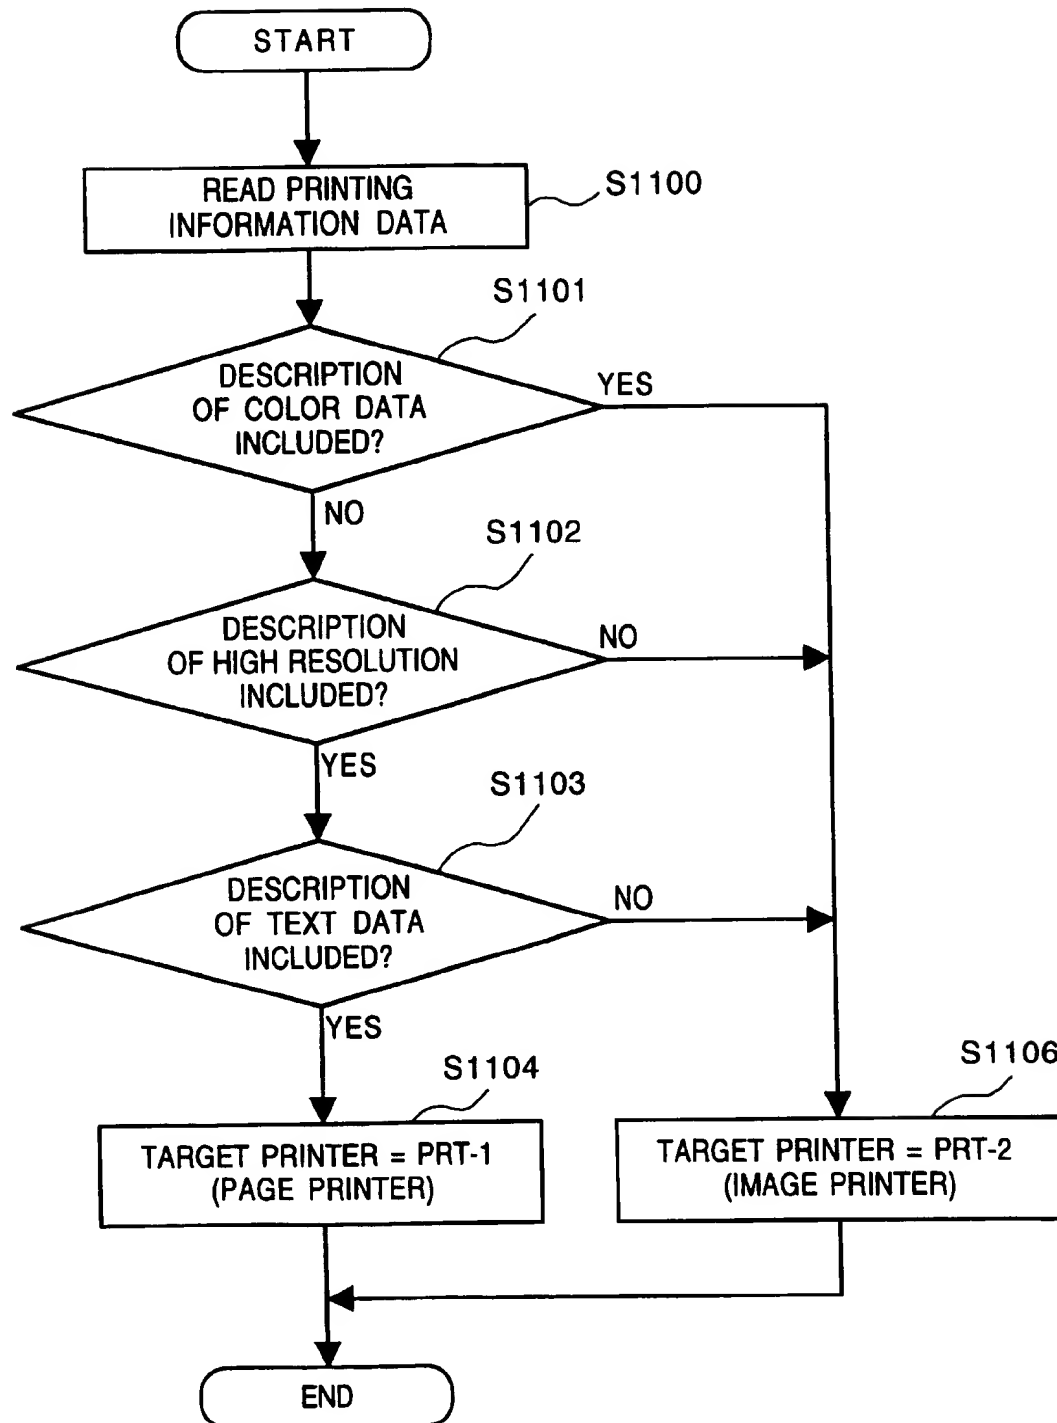 START
READ PRINTING
INFORMATION DATA
S1100
S1101
DESCRIPTION
OF COLOR DATA
INCLUDED?
YES
NO
S1102
DESCRIPTION
OF HIGH RESOLUTION
INCLUDED?
NO
YES
S1103
DESCRIPTION
OF TEXT DATA
INCLUDED?
NO
YES
S1104
TARGET PRINTER = PRT-1
(PAGE PRINTER)
S1106
TARGET PRINTER = PRT-2
(IMAGE PRINTER)
END